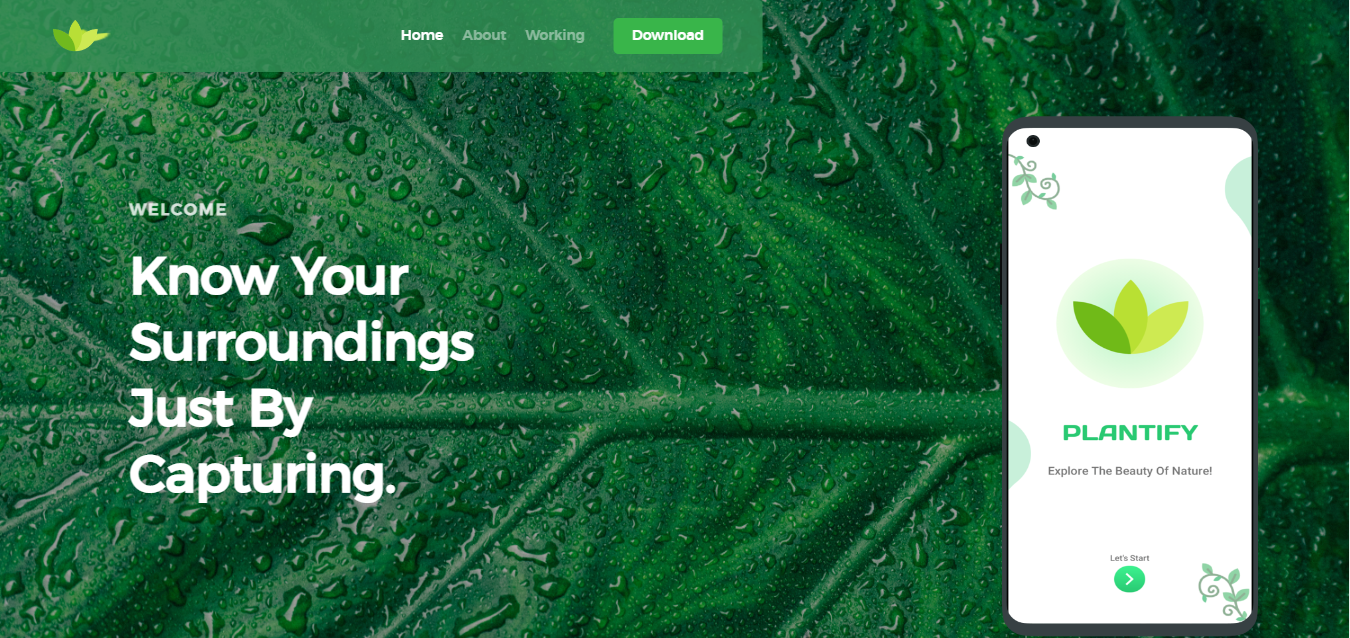 Home About Working Download
WELCOME
Know Your
Surroundings
Just By
Capturing.
PLANTIFY
Explore The Beauty Of Nature!
Let's Start